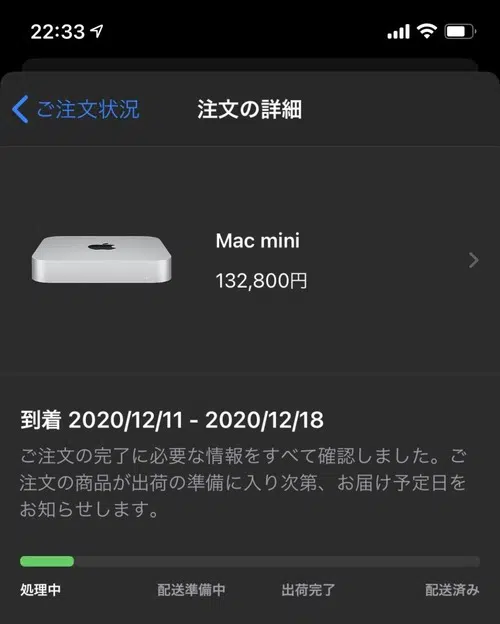 22:33
ご注文状況
注文の詳細
Mac mini
132,800円
到着 2020/12/11 - 2020/12/18
ご注文の完了に必要な情報をすべて確認しました。ご
注文の商品が出荷の準備に入り次第、お届け予定日を
お知らせします。
処理中
配送準備中
出荷完了
配送済み